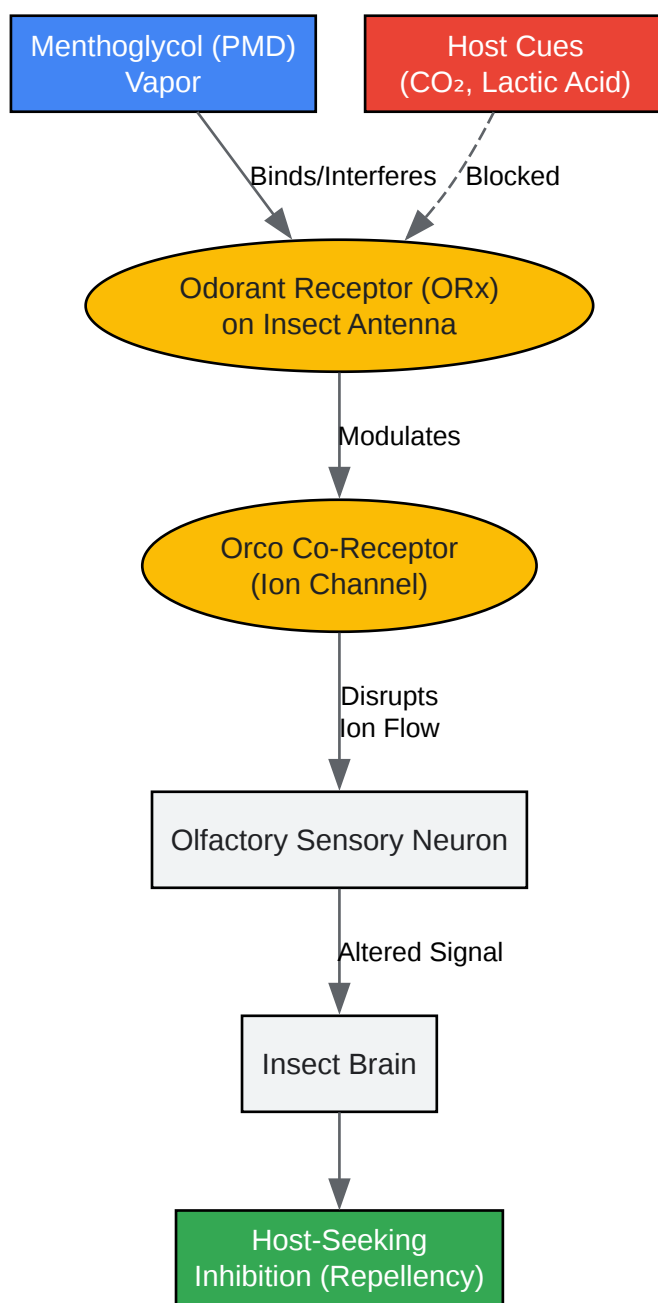 Menthoglycol (PMD)
Vapor
Host Cues
(CO₂, Lactic Acid)
Binds/Interferes
Blocked
Odorant Receptor (ORx)
on Insect Antenna
Modulates
Orco Co-Receptor
(Ion Channel)
Disrupts
Ion Flow
Olfactory Sensory Neuron
Altered Signal
Insect Brain
Host-Seeking
Inhibition (Repellency)